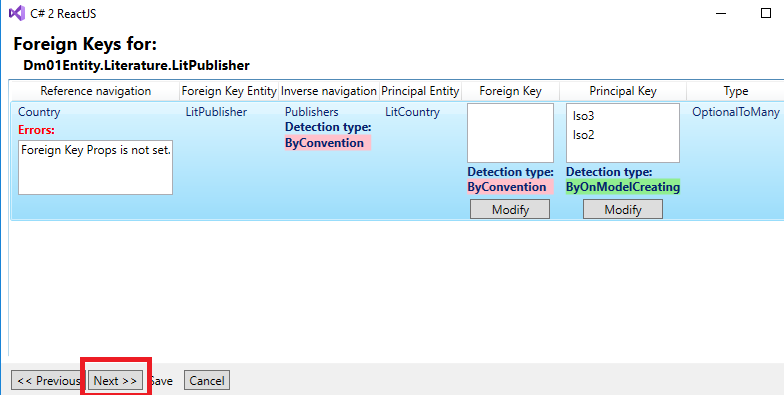 C# 2 ReactJS
Foreign Keys for:
Dm01Entity.Literature.LitPublisher
Reference navigation Foreign Key Entity Inverse navigation Principal Entity Foreign Key Principal Key Type
Country LitPublisher Publishers LitCountry Iso3 OptionalToMany
Errors: Detection type: Iso2
Foreign Key Props is not set. ByConvention
Detection type: Detection type:
ByConvention ByOnModelCreating
Modify Modify
<< Previous Next >> Save Cancel